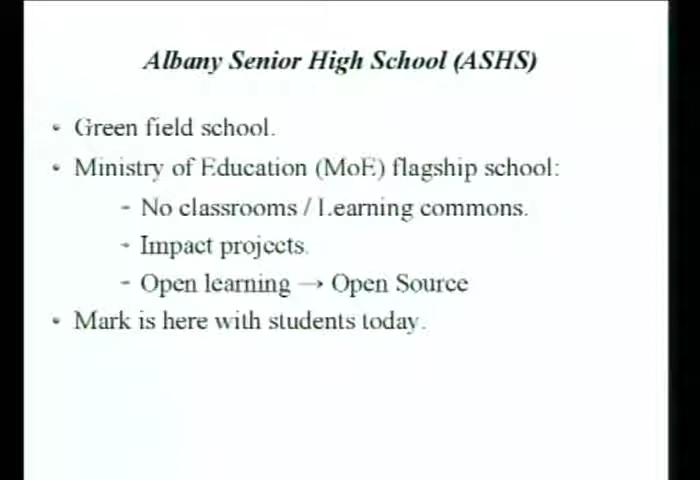 Albany Senior High School (ASHS)
• Green field school.
• Ministry of Education (MoE) flagship school:
- No classrooms / Learning commons.
- Impact projects.
- Open learning → Open Source
• Mark is here with students today.